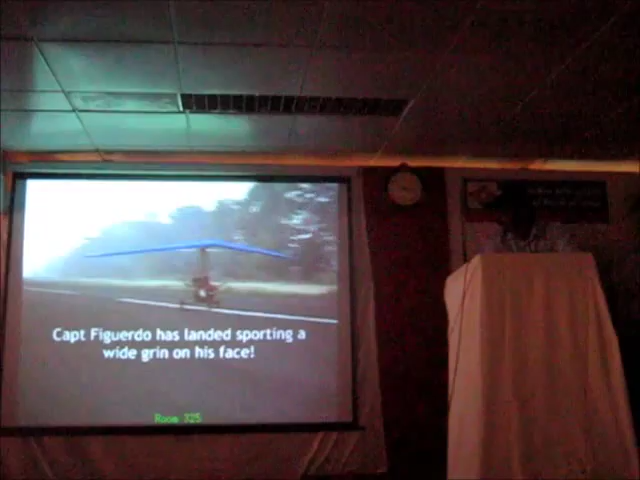 Capt Figuerdo has landed sporting a
wide grin on his face!
Room 325